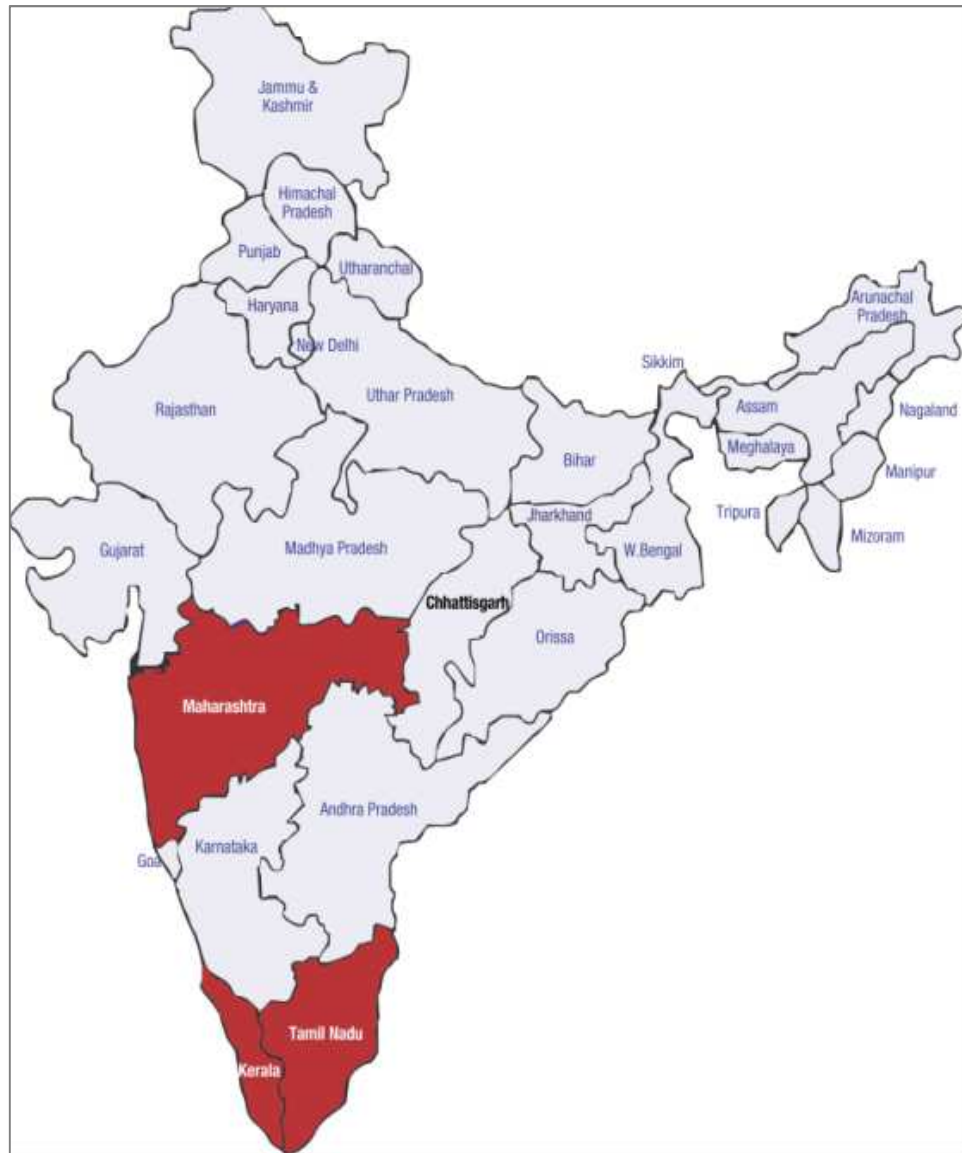 Jammu &
Kashmir
Himachal
Pradesh
Punjab
Utharanchal
Haryana
New Delhi
Arunachal
Pradesh
Sikkim
Rajasthan
Uthar Pradesh
Assam
Nagaland
Bihar
Meghalaya
Manipur
Jharkhand
Tripura
Mizoram
Gujarat
Madhya Pradesh
W.Bengal
Chhattisgarh
Orissa
Maharashtra
Andhra Pradesh
Goa
Karnataka
Tamil Nadu
Kerala